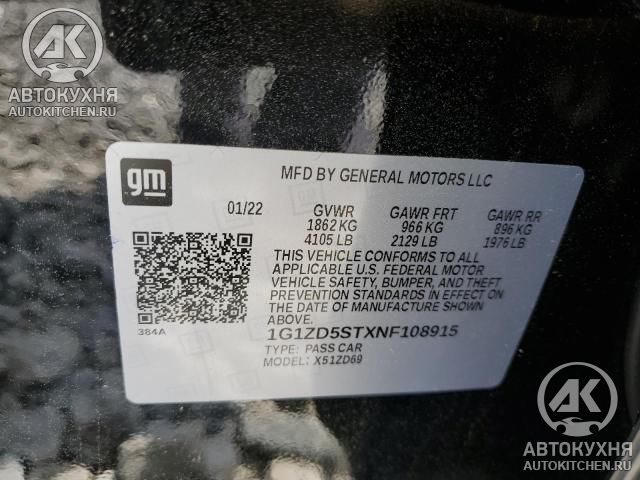 АК
АВТОКУХНЯ
AUTOKITCHEN.RU
gm
MFD BY GENERAL MOTORS LLC
01/22 GVWR GAWR FRT GAWR RR
1862 KG 966 KG 896 KG
4105 LB 2129 LB 1976 LB
THIS VEHICLE CONFORMS TO ALL
APPLICABLE U.S. FEDERAL MOTOR
VEHICLE SAFETY, BUMPER, AND THEFT
PREVENTION STANDARDS IN EFFECT ON
THE DATE OF MANUFACTURE SHOWN
ABOVE.
384A
1G1ZD5STXNF108915
TYPE: PASS CAR
MODEL: X51ZD69
АК
АВТОКУХНЯ
AUTOKITCHEN.RU